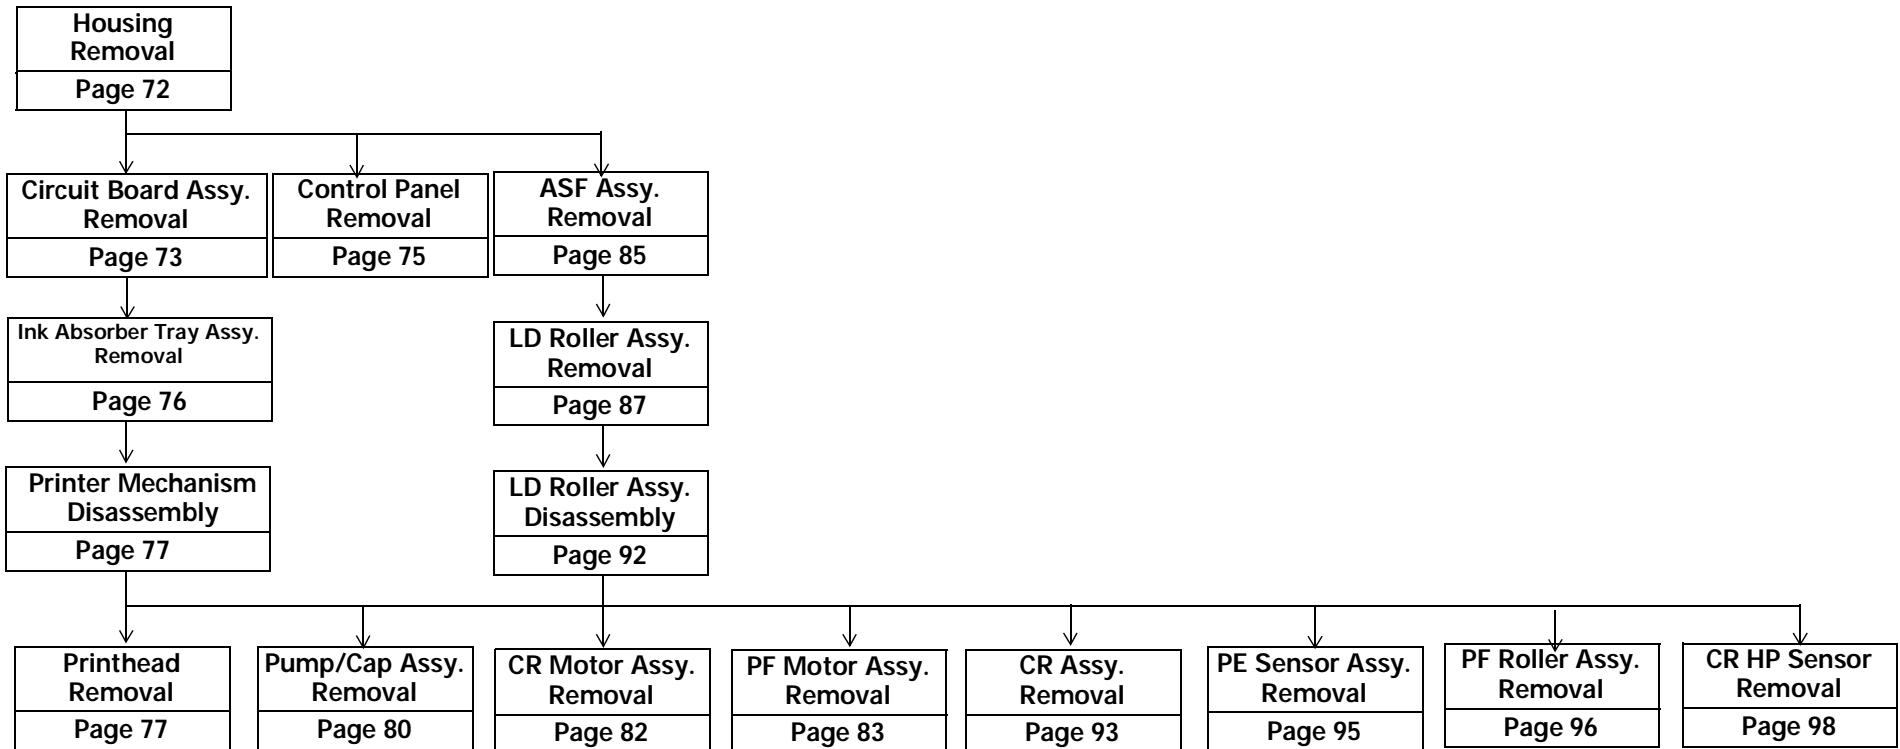 Housing
Removal
Page 72
Circuit Board Assy.
Removal
Page 73
Control Panel
Removal
Page 75
ASF Assy.
Removal
Page 85
Ink Absorber Tray Assy.
Removal
Page 76
LD Roller Assy.
Removal
Page 87
Printer Mechanism
Disassembly
Page 77
LD Roller Assy.
Disassembly
Page 92
Printhead
Removal
Page 77
Pump/Cap Assy.
Removal
Page 80
CR Motor Assy.
Removal
Page 82
PF Motor Assy.
Removal
Page 83
CR Assy.
Removal
Page 93
PE Sensor Assy.
Removal
Page 95
PF Roller Assy.
Removal
Page 96
CR HP Sensor
Removal
Page 98